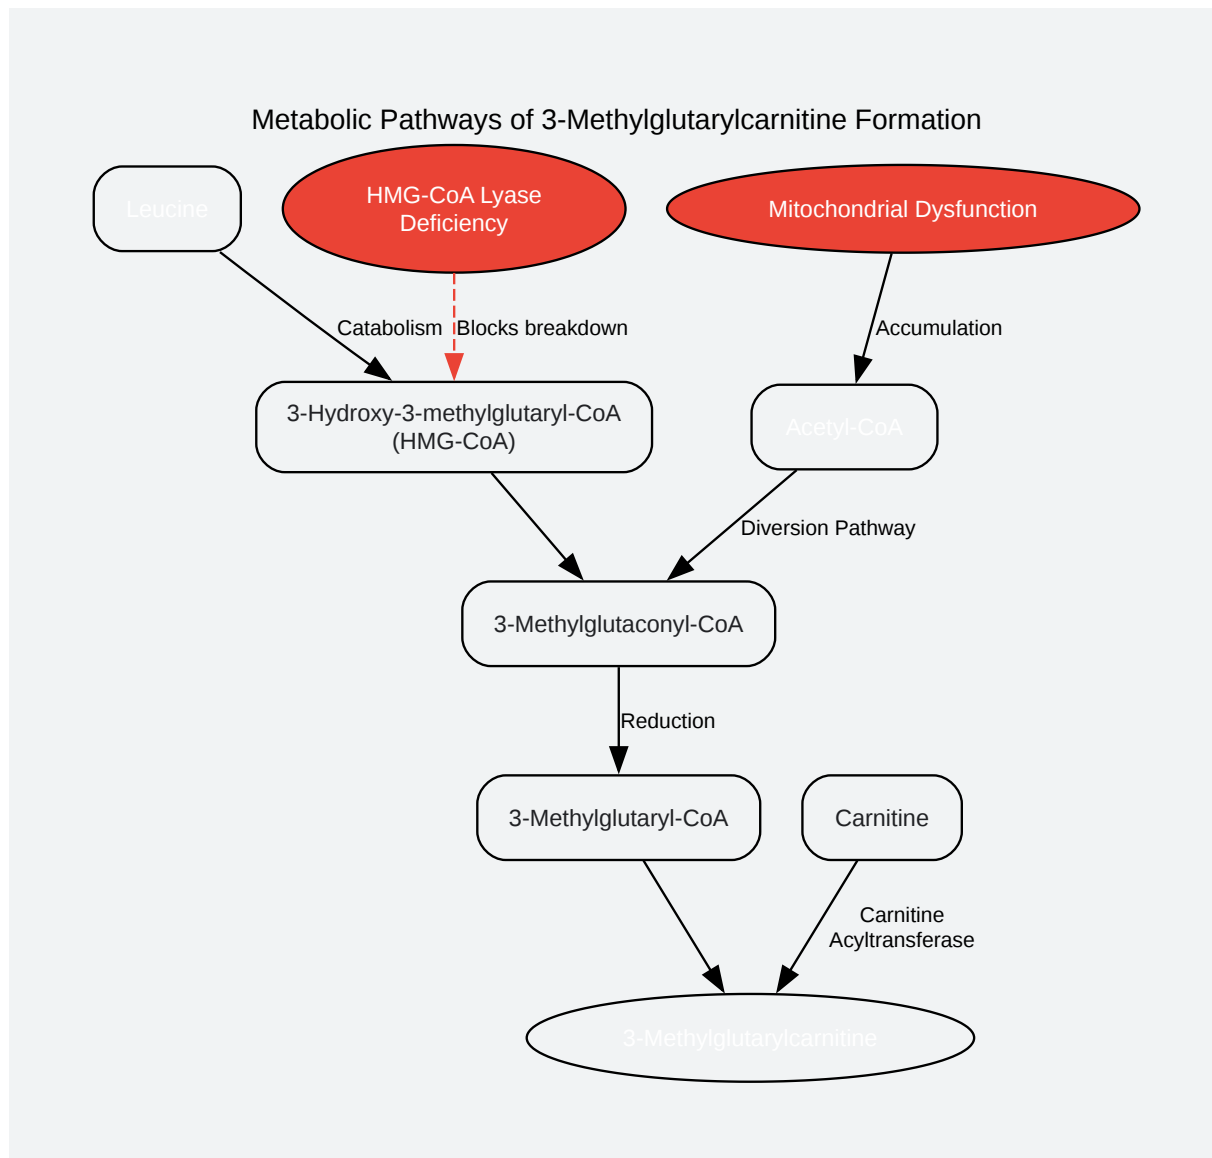 Metabolic Pathways of 3-Methylglutarylcarnitine Formation
Leucine
HMG-CoA Lyase
Deficiency
Mitochondrial Dysfunction
Catabolism
Blocks breakdown
Accumulation
3-Hydroxy-3-methylglutaryl-CoA
(HMG-CoA)
Acetyl-CoA
Diversion Pathway
3-Methylglutaconyl-CoA
Reduction
3-Methylglutaryl-CoA
Carnitine
Carnitine
Acyltransferase
3-Methylglutarylcarnitine